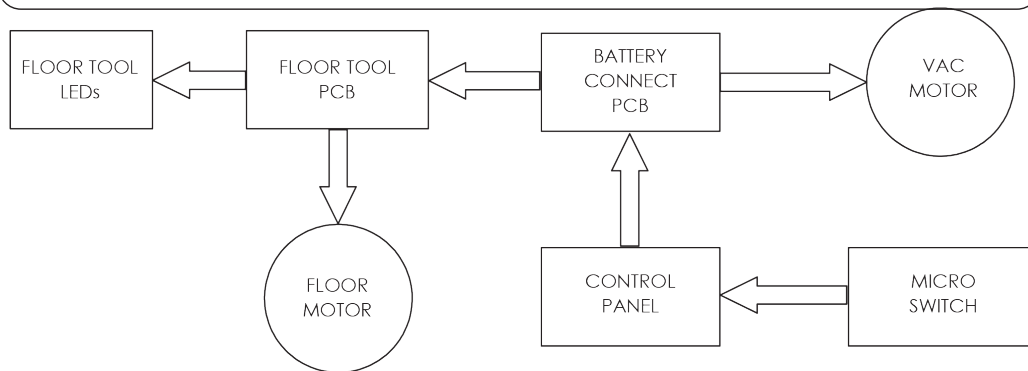 FLOOR TOOL
LEDs
FLOOR TOOL
PCB
BATTERY
CONNECT
PCB
VAC
MOTOR
FLOOR
MOTOR
CONTROL
PANEL
MICRO
SWITCH